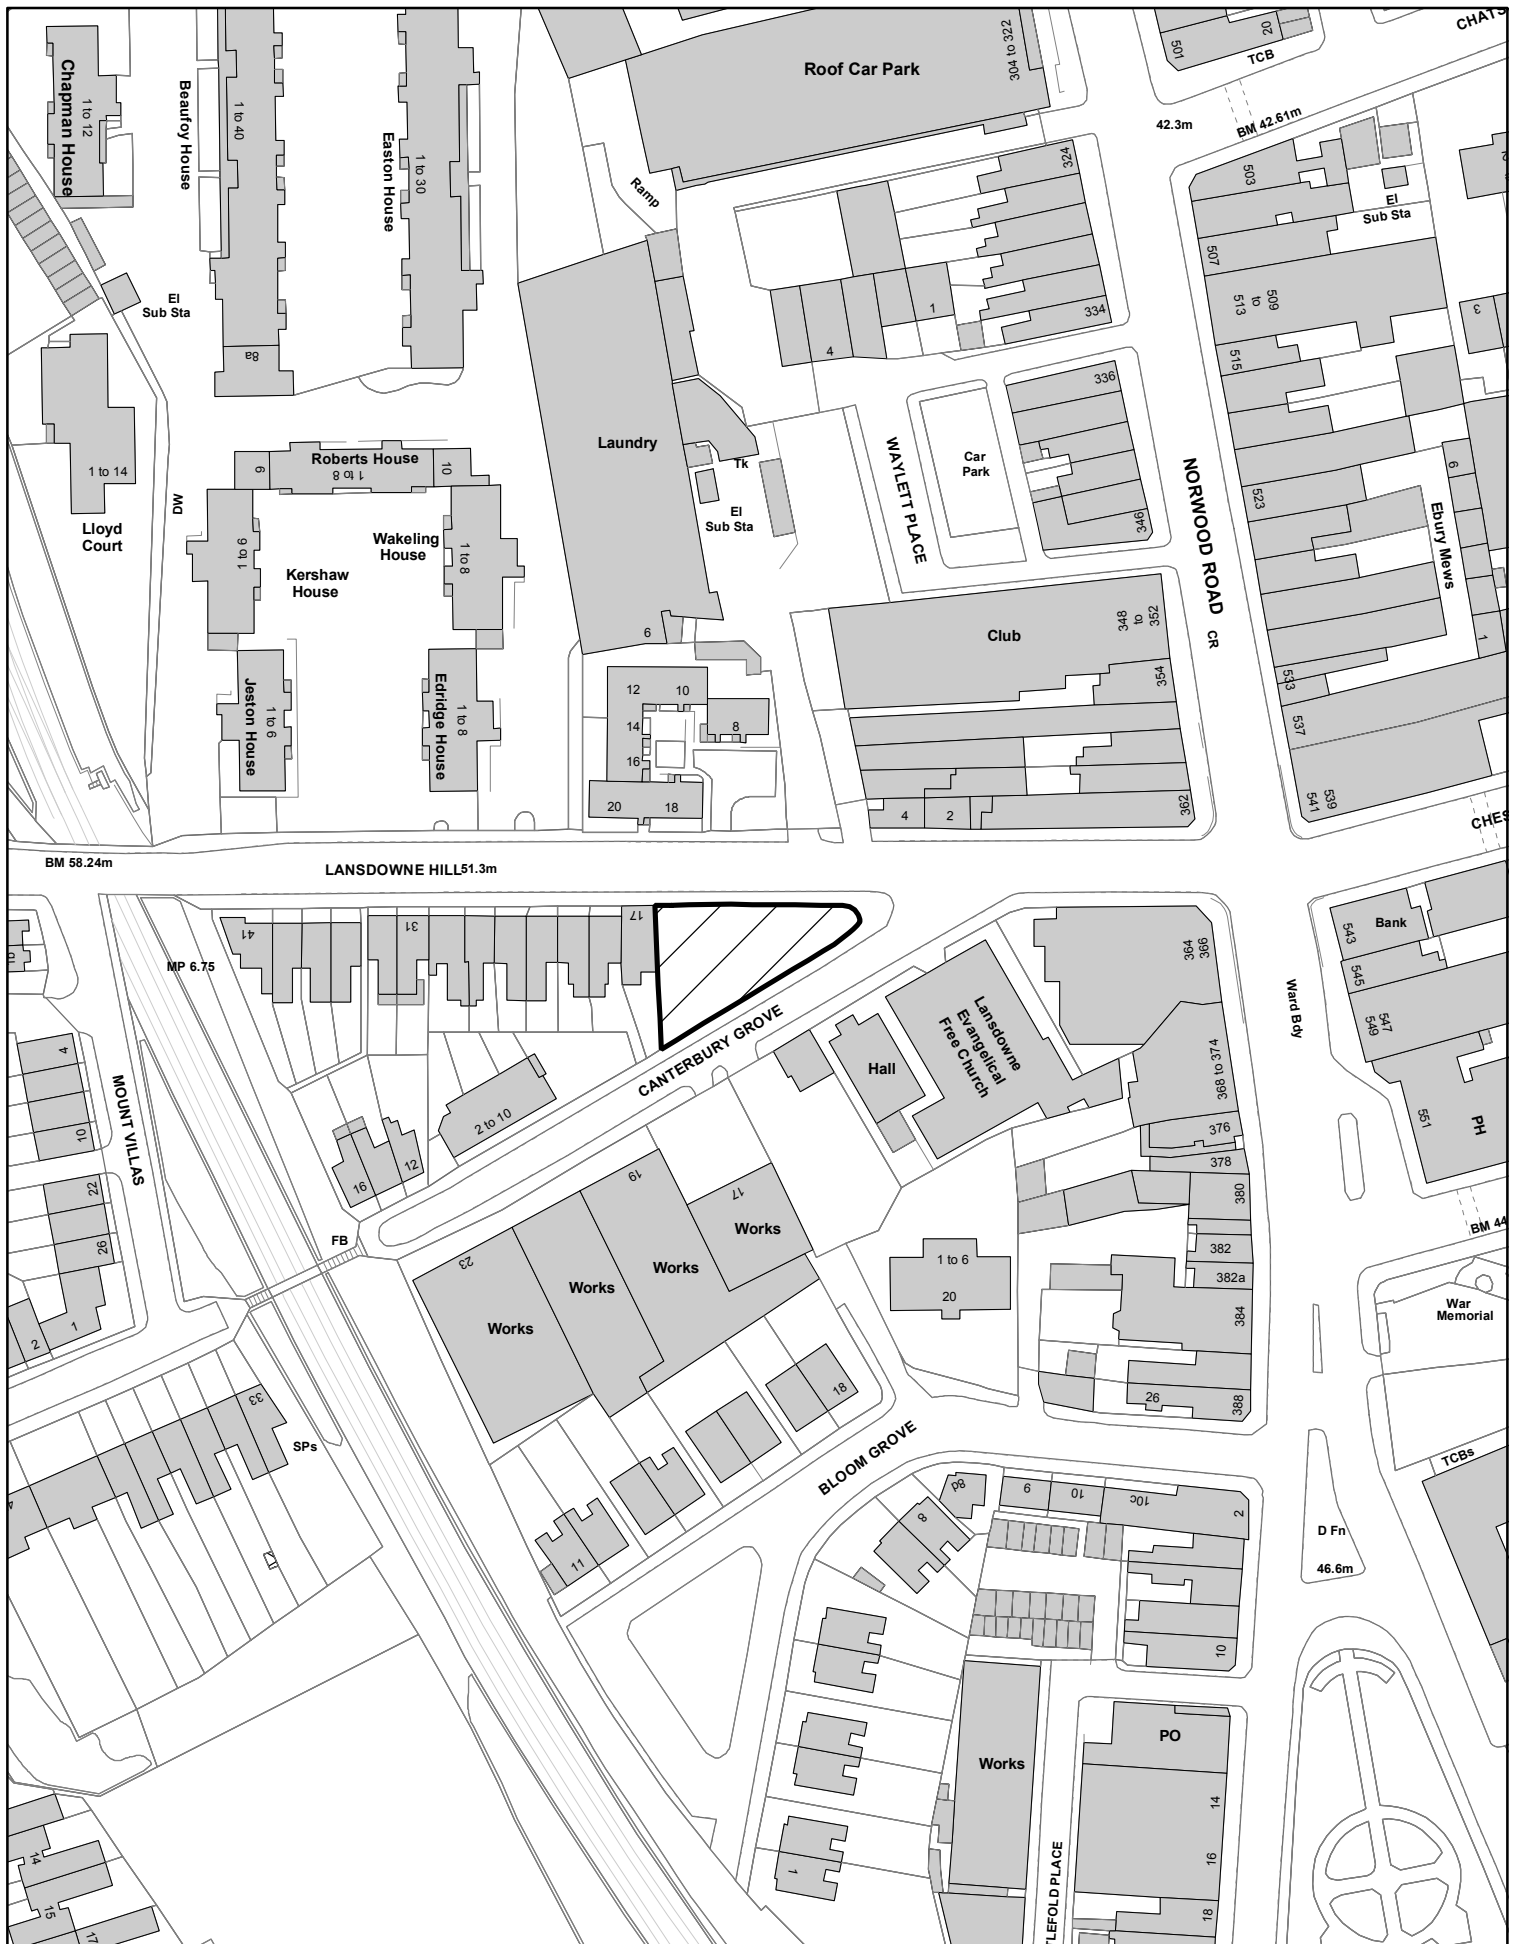 CHATS
Chapman House
1 to 12
Beaufoy House
1 to 40
Easton House
1 to 30
Roof Car Park
304 to 322
501
20
TCB
42.3m
BM 42.61m
Ramp
324
503
El
Sub Sta
507
El
Sub Sta
1
334
4
509
to
513
3
515
8a
336
Laundry
Car
Park
WAYLETT PLACE
1 to 14
9
Roberts House
1 to 8
10
Tk
El
Sub Sta
346
NORWOOD ROAD
523
9
Ebury Mews
Lloyd
Court
DW
1 to 9
Wakeling
House
1 to 8
Kershaw
House
6
Club
348
to
352
CR
1
Jeston House
1 to 6
Edridge House
1 to 8
12
10
14
8
16
20
18
354
533
537
539
541
4
2
362
CHES
BM 58.24m
LANSDOWNE HILL
51.3m
41
31
17
364
366
543
Bank
545
547
549
MP 6.75
Ward Bdy
CANTERBURY GROVE
Hall
Lansdowne
Evangelical
Free Church
368 to 374
551
PH
4
10
MOUNT VILLAS
2 to 10
16
12
376
378
380
19
17
Works
22
26
FB
23
Works
Works
Works
1 to 6
20
382
382a
384
BM 44
War
Memorial
2
1
33
SPs
18
26
388
BLOOM GROVE
TCBs
8d
9
10
10c
2
8
11
D Fn
46.6m
4
10
PO
Works
14
16
1
18
TLEFOLD PLACE
14
15
17